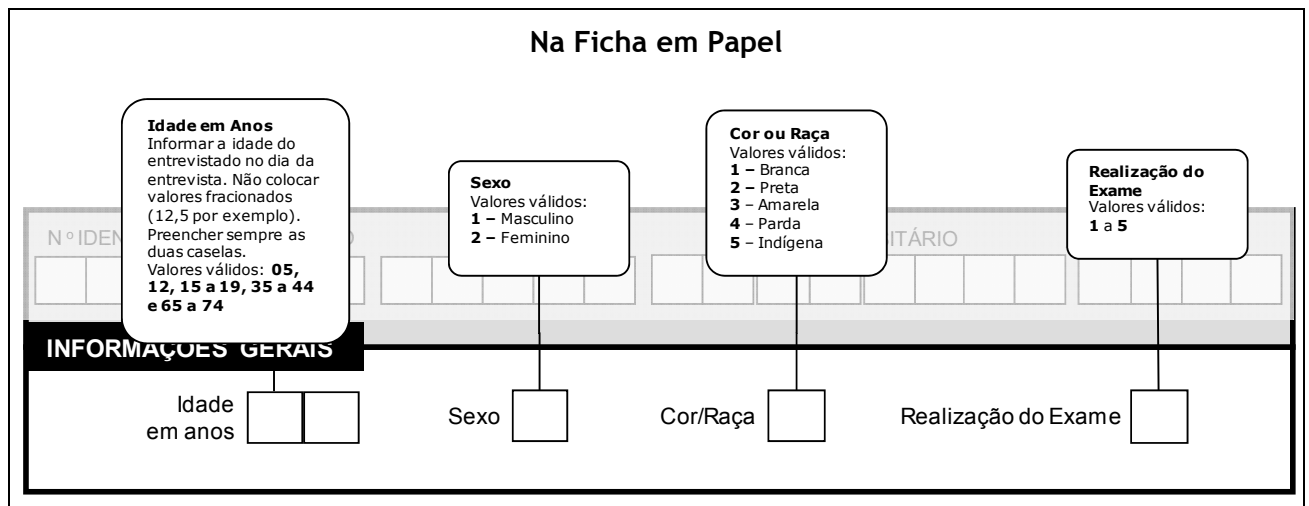 Na Ficha em Papel
Idade em Anos
Informar a idade do
entrevistado no dia da
entrevista. Não colocar
valores fracionados
(12,5 por exemplo).
Preencher sempre as
duas caselas.
Valores válidos: 05,
12, 15 a 19, 35 a 44
e 65 a 74
Sexo
Valores válidos:
1 – Masculino
2 – Feminino
Cor ou Raça
Valores válidos:
1 – Branca
2 – Preta
3 – Amarela
4 – Parda
5 – Indígena
Realização do
Exame
Valores válidos:
1 a 5
Nº
INFORMAÇÕES GERAIS
Idade
em anos
Sexo
Cor/Raça
Realização do Exame